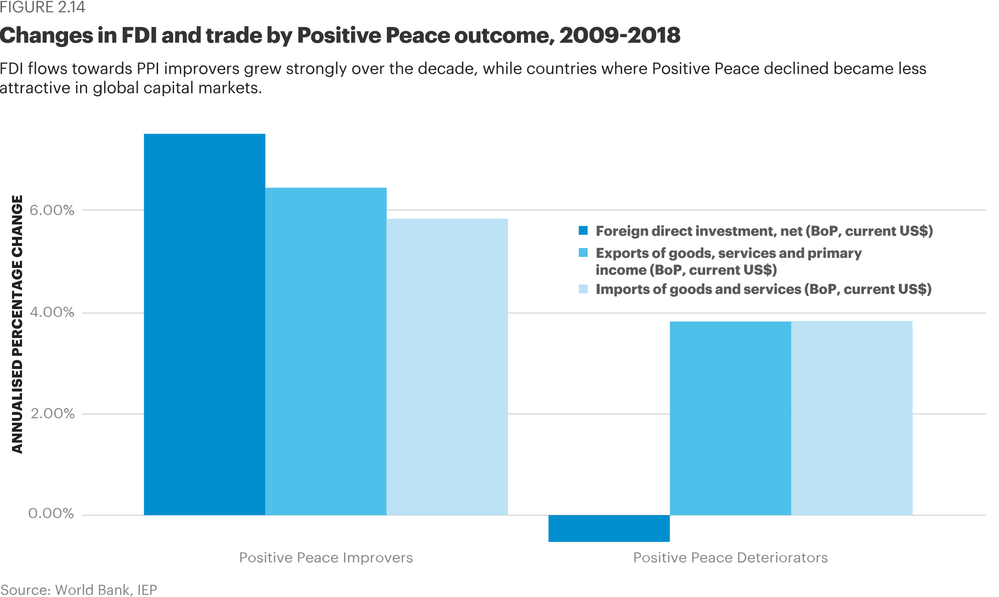 FIGURE 2.14
Changes in FDI and trade by Positive Peace outcome, 2009-2018
FDI flows towards PPI improvers grew strongly over the decade, while countries where Positive Peace declined became less
attractive in global capital markets.
ANNUALISED PERCENTAGE CHANGE
6.00%
4.00%
2.00%
0.00%
Foreign direct investment, net (BoP, current US$)
Exports of goods, services and primary
income (BoP, current US$)
Imports of goods and services (BoP, current US$)
Positive Peace Improvers
Positive Peace Deteriorators
Source: World Bank, IEP